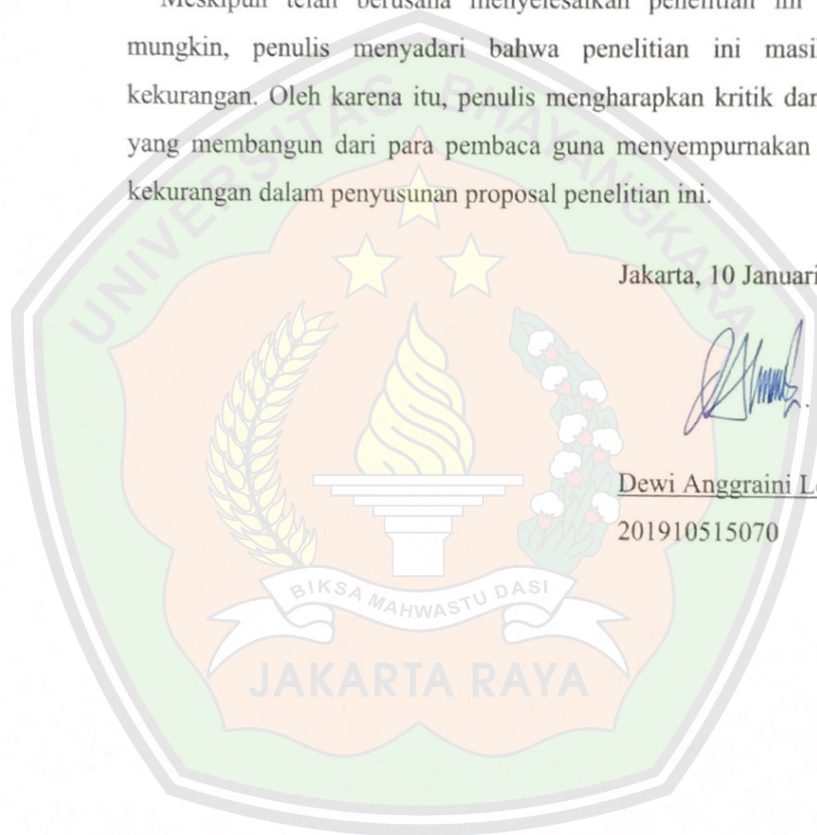 Meskipun telah berusaha menyelesaikan penelitian ini
mungkin, penulis menyadari bahwa penelitian ini
kekurangan. Oleh karena itu, penulis mengharapkan kritik
yang membangun dari para pembaca guna menyempurnakan
kekurangan dalam penyusunan proposal penelitian ini.
Jakarta, 10 Januari
Dewi Anggraini
201910515070
UNIVERSITAS BHAYANGKARA
BIKSA MAHWASTU DASI
JAKARTA RAYA